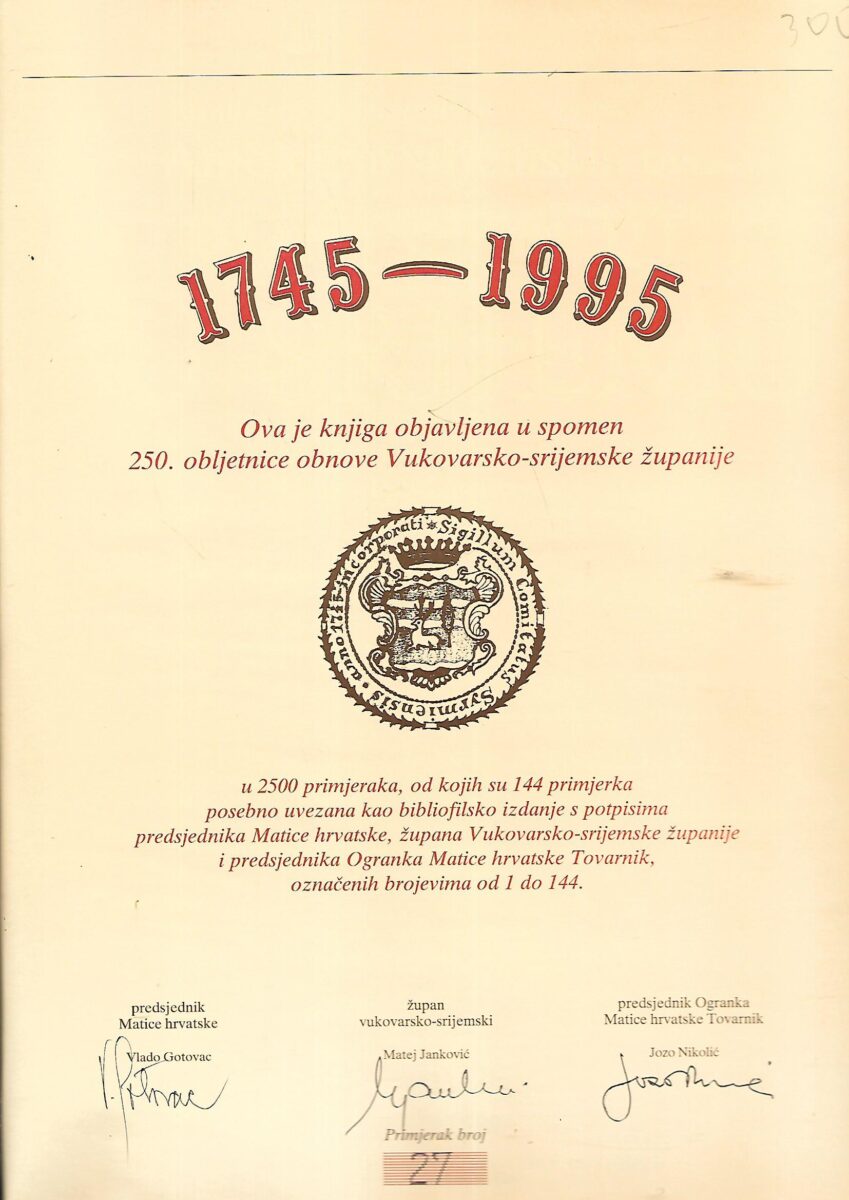 300
1745—1995
Ova je knjiga objavljena u spomen
250. obljetnice obnove Vukovarsko-srijemske županije
Sigillum Comitatus Syrmiensis • anno 1745 incorporati *
u 2500 primjeraka, od kojih su 144 primjerka
posebno uvezana kao bibliofilsko izdanje s potpisima
predsjednika Matice hrvatske, župana Vukovarsko-srijemske županije
i predsjednika Ogranka Matice hrvatske Tovarnik,
označenih brojevima od 1 do 144.
predsjednik
Matice hrvatske
Vlado Gotovac
V. Gotovac
župan
vukovarsko-srijemski
Matej Janković
predsjednik Ogranka
Matice hrvatske Tovarnik
Jozo Nikolić
Primjerak broj
27